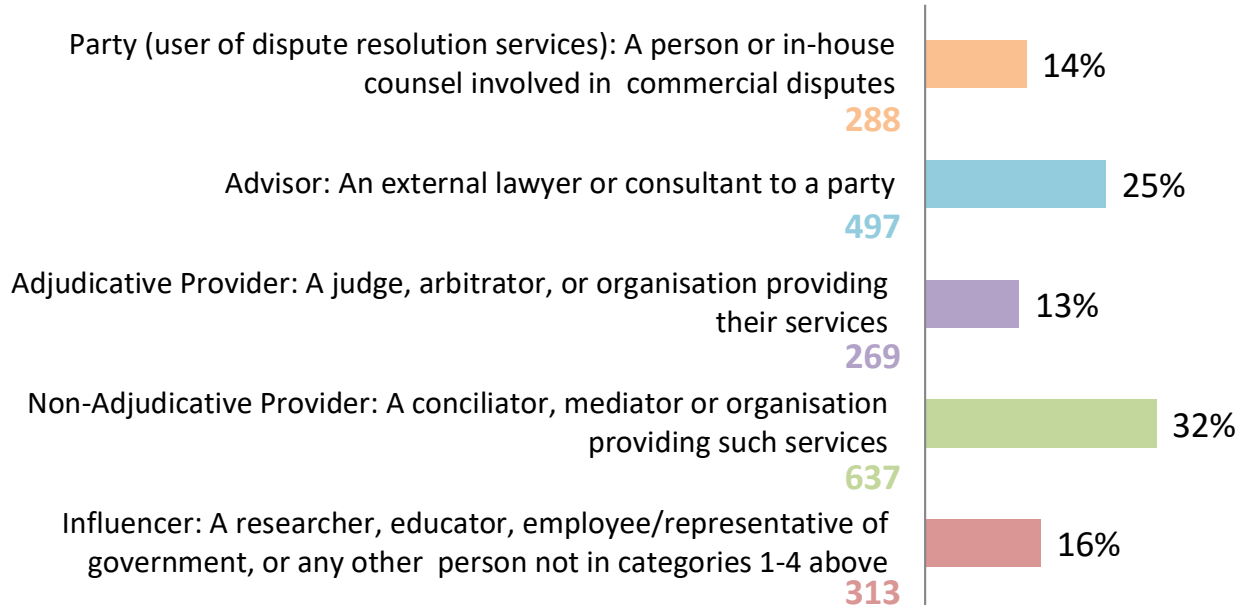 Party (user of dispute resolution services): A person or in-house
counsel involved in  commercial disputes
14%
288
Advisor: An external lawyer or consultant to a party
25%
497
Adjudicative Provider: A judge, arbitrator, or organisation providing
their services
13%
269
Non-Adjudicative Provider: A conciliator, mediator or organisation
providing such services
32%
637
Influencer: A researcher, educator, employee/representative of
government, or any other  person not in categories 1-4 above
16%
313